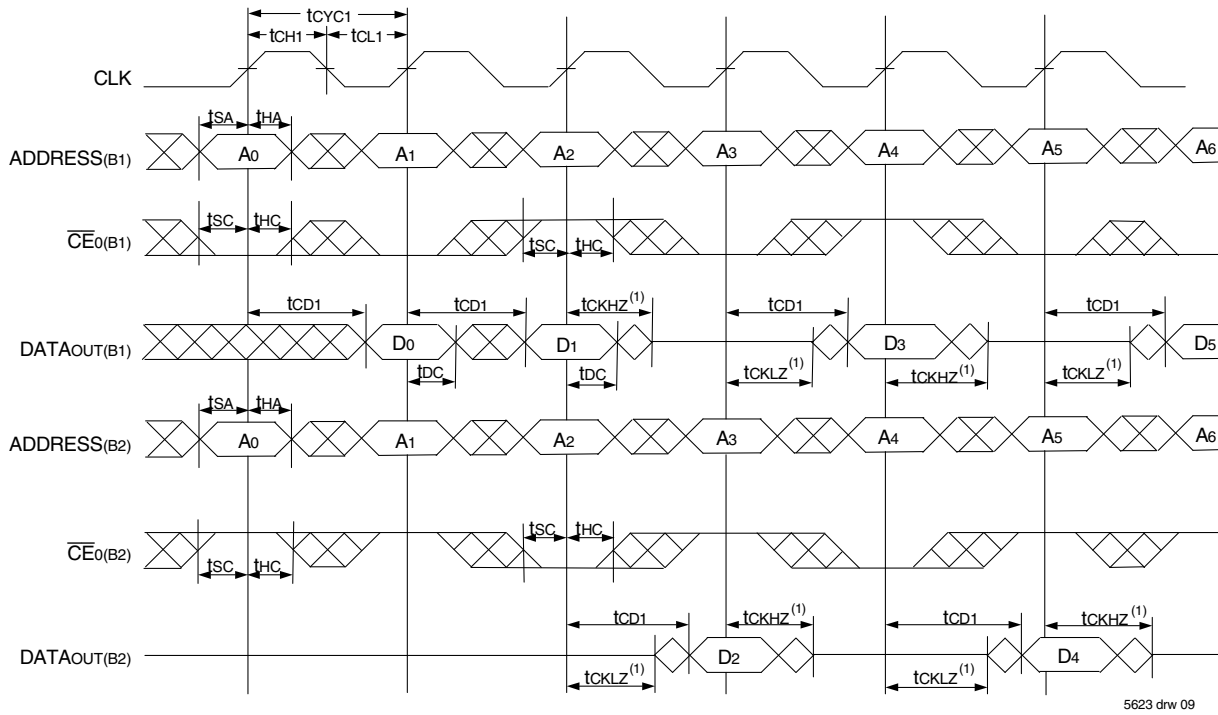 tCYC1
tCH1 tCL1
CLK
tSA tHA
ADDRESS(B1) A0 A1 A2 A3 A4 A5 A6
tSC tHC
CE0(B1) tSC tHC
tCD1 tCD1 tCKHZ(1) tCD1 tCD1
DATAOUT(B1) D0 D1 D3 D5
tDC tDC tCKLZ(1) tCKHZ(1) tCKLZ(1)
tSA tHA
ADDRESS(B2) A0 A1 A2 A3 A4 A5 A6
tSC tHC
CE0(B2)
tSC tHC
tCD1 tCKHZ(1) tCD1 tCKHZ(1)
DATAOUT(B2) D2 D4
tCKLZ(1) tCKLZ(1)
5623 drw 09